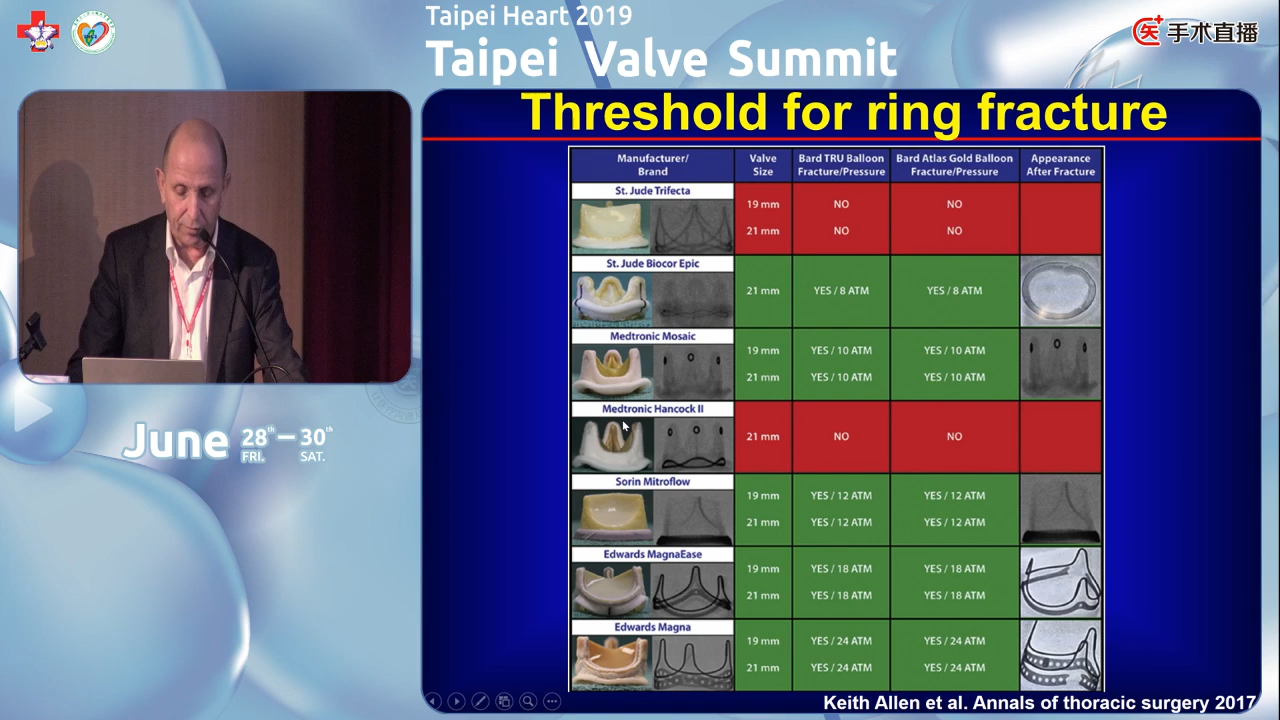 Taipei Heart 2019
Taipei Valve Summit
手术直播
June 28th – 30th
FRI. SAT.
Threshold for ring fracture
Manufacturer/ Brand
Valve Size
Bard TRU Balloon Fracture/Pressure
Bard Atlas Gold Balloon Fracture/Pressure
Appearance After Fracture
St. Jude Trifecta
19 mm NO NO
21 mm NO NO
St. Jude Biocor Epic
21 mm YES / 8 ATM YES / 8 ATM
Medtronic Mosaic
19 mm YES / 10 ATM YES / 10 ATM
21 mm YES / 10 ATM YES / 10 ATM
Medtronic Hancock II
21 mm NO NO
Sorin Mitroflow
19 mm YES / 12 ATM YES / 12 ATM
21 mm YES / 12 ATM YES / 12 ATM
Edwards MagnaEase
19 mm YES / 18 ATM YES / 18 ATM
21 mm YES / 18 ATM YES / 18 ATM
Edwards Magna
19 mm YES / 24 ATM YES / 24 ATM
21 mm YES / 24 ATM YES / 24 ATM
Keith Allen et al. Annals of thoracic surgery 2017